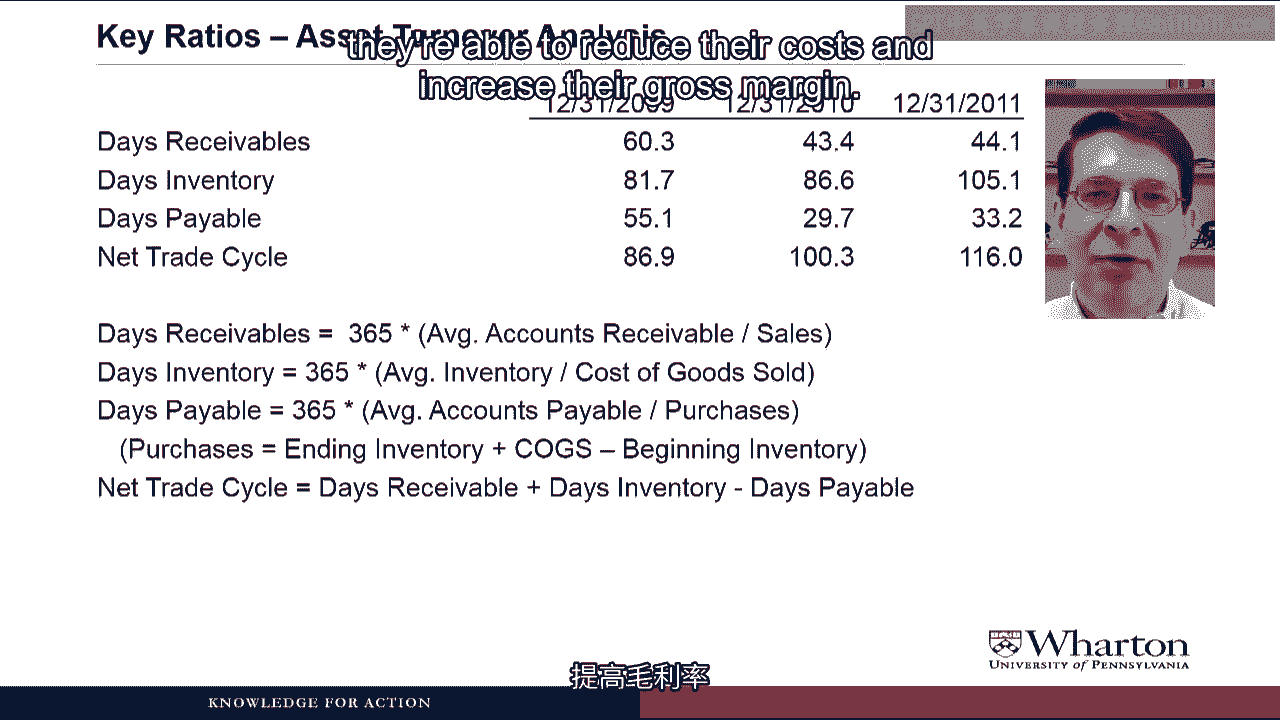 Key Ratios – Asset Turnover Analysis
they're able to reduce their costs and
increase their gross margin.
12/31/2009 12/31/2010 12/31/2011
Days Receivables 60.3 43.4 44.1
Days Inventory 81.7 86.6 105.1
Days Payable 55.1 29.7 33.2
Net Trade Cycle 86.9 100.3 116.0
Days Receivables = 365 * (Avg. Accounts Receivable / Sales)
Days Inventory = 365 * (Avg. Inventory / Cost of Goods Sold)
Days Payable = 365 * (Avg. Accounts Payable / Purchases)
(Purchases = Ending Inventory + COGS – Beginning Inventory)
Net Trade Cycle = Days Receivable + Days Inventory - Days Payable
Wharton
UNIVERSITY of PENNSYLVANIA
提高毛利率
KNOWLEDGE FOR ACTION